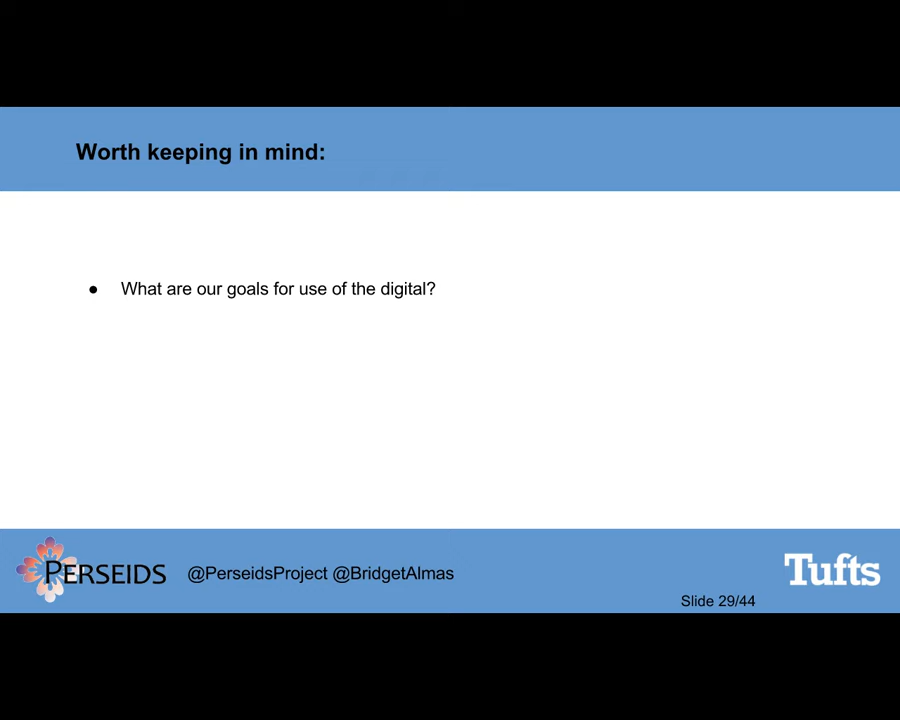 Worth keeping in mind:
● What are our goals for use of the digital?
PERSEIDS
@PerseidsProject @BridgetAlmas
Tufts
Slide 29/44